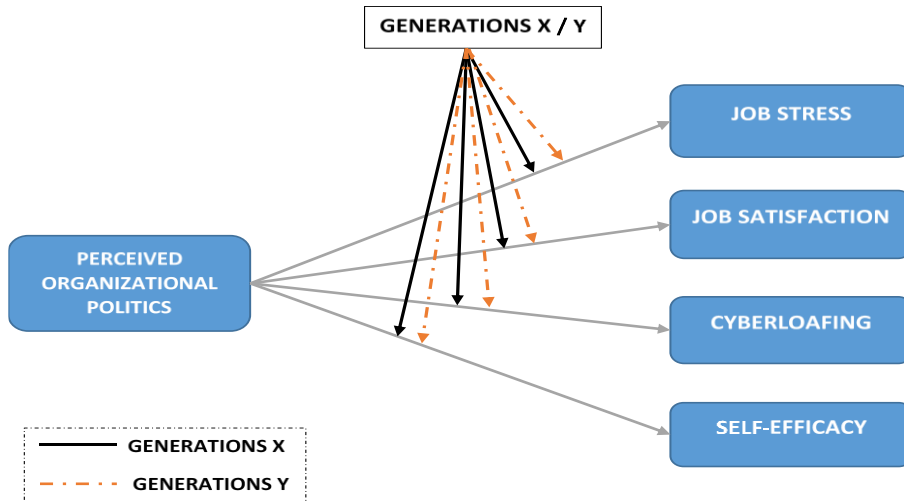 GENERATIONS X / Y
JOB STRESS
JOB SATISFACTION
PERCEIVED
ORGANIZATIONAL
POLITICS
CYBERLOAFING
SELF-EFFICACY
GENERATIONS X
GENERATIONS Y